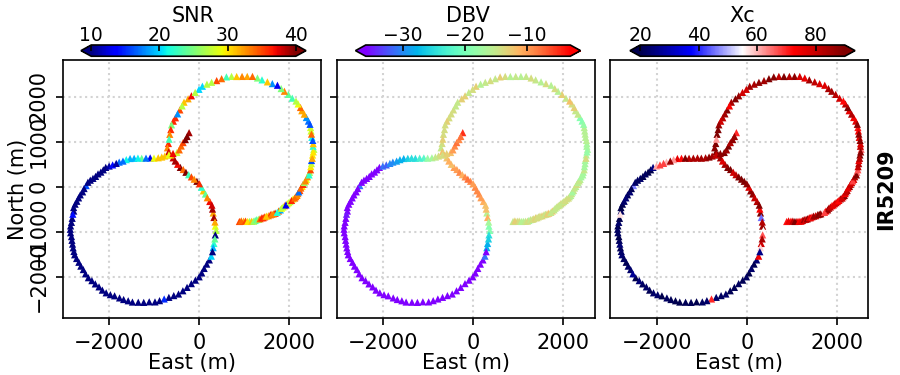 SNR DBV Xc
10 20 30 40 −30 −20 −10 20 40 60 80
2000
1000
0
−1000
−2000
North (m)
IR5209
−2000 0 2000 −2000 0 2000 −2000 0 2000
East (m) East (m) East (m)